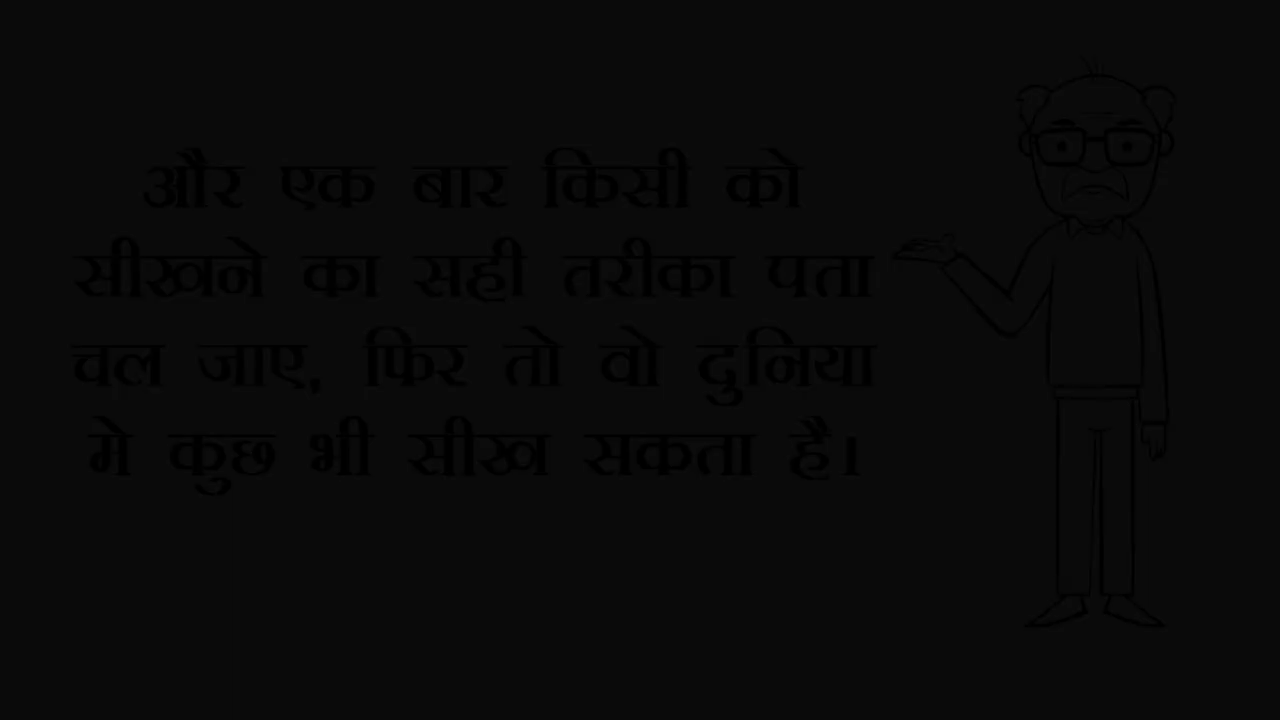 और एक बार किसी को
सीखने का सही तरीका पता
चल जाए, फिर तो वो दुनिया
मे कुछ भी सीख सकता है।